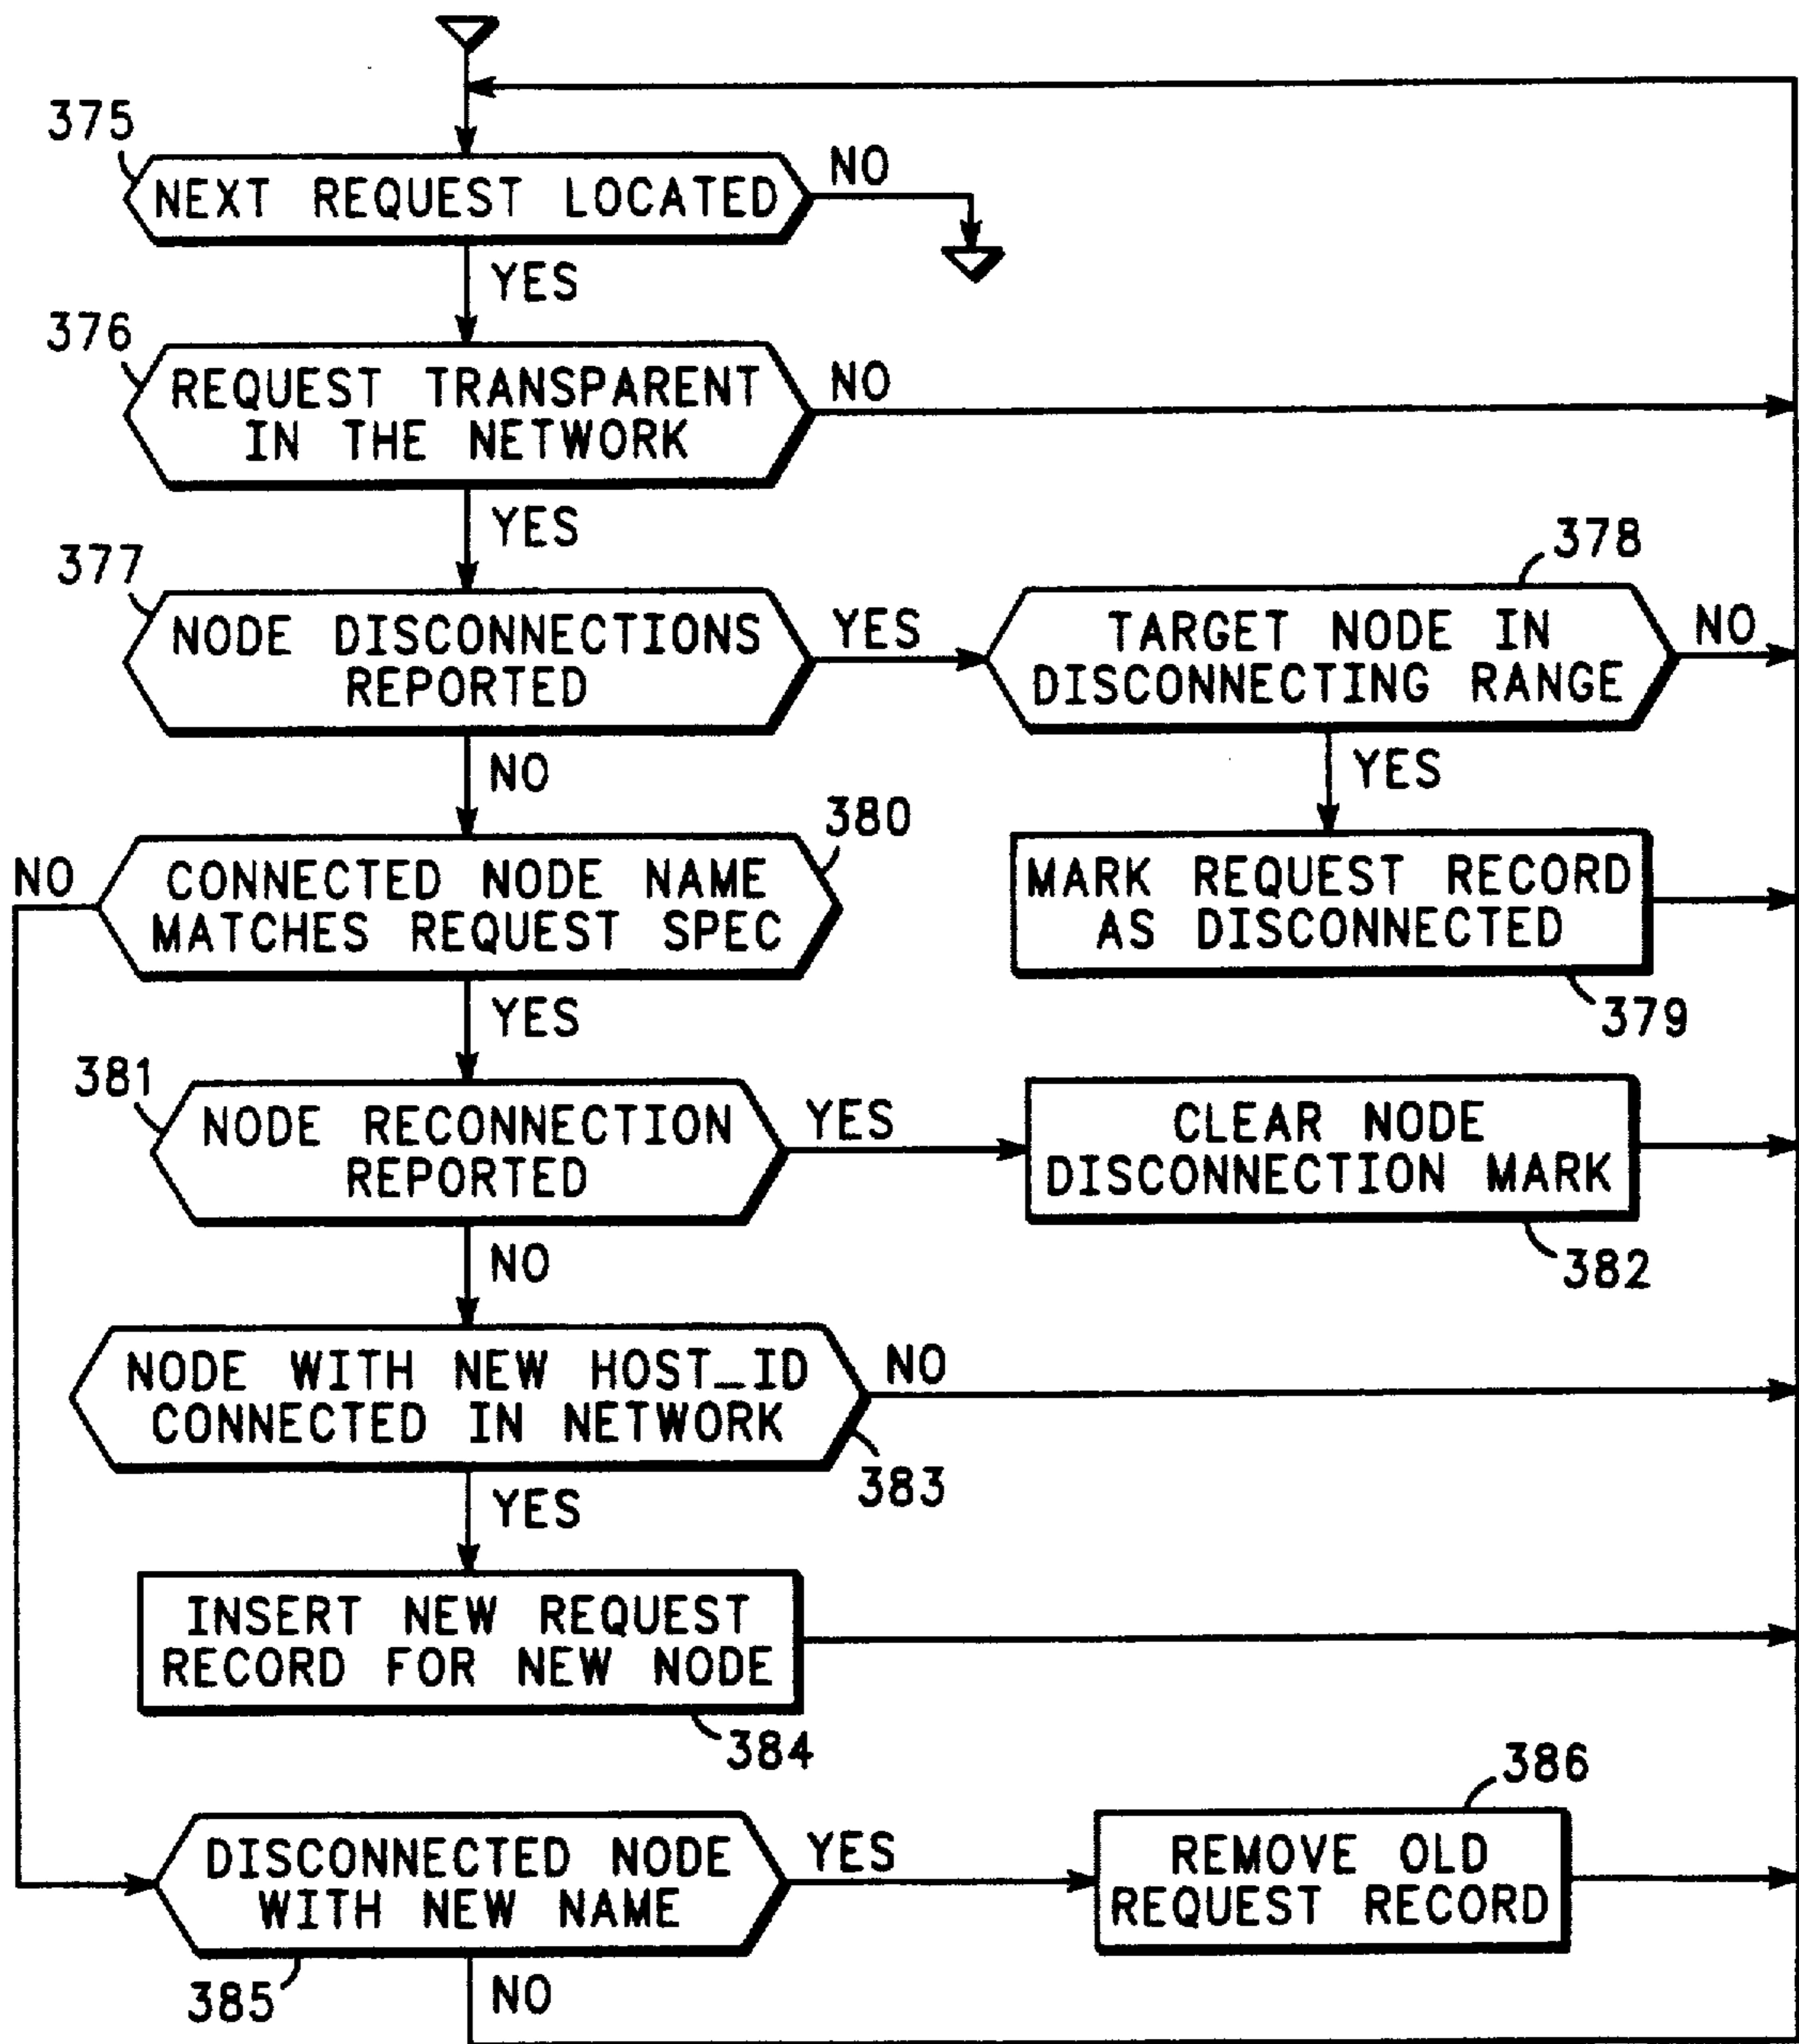 375
NEXT REQUEST LOCATED
NO
YES
376
REQUEST TRANSPARENT
IN THE NETWORK
NO
YES
377
NODE DISCONNECTIONS
REPORTED
YES
378
TARGET NODE IN
DISCONNECTING RANGE
NO
YES
MARK REQUEST RECORD
AS DISCONNECTED
379
NO
380
CONNECTED NODE NAME
MATCHES REQUEST SPEC
NO
YES
381
NODE RECONNECTION
REPORTED
YES
CLEAR NODE
DISCONNECTION MARK
382
NO
NODE WITH NEW HOST_ID
CONNECTED IN NETWORK
NO
383
YES
INSERT NEW REQUEST
RECORD FOR NEW NODE
384
DISCONNECTED NODE
WITH NEW NAME
YES
386
REMOVE OLD
REQUEST RECORD
385
NO